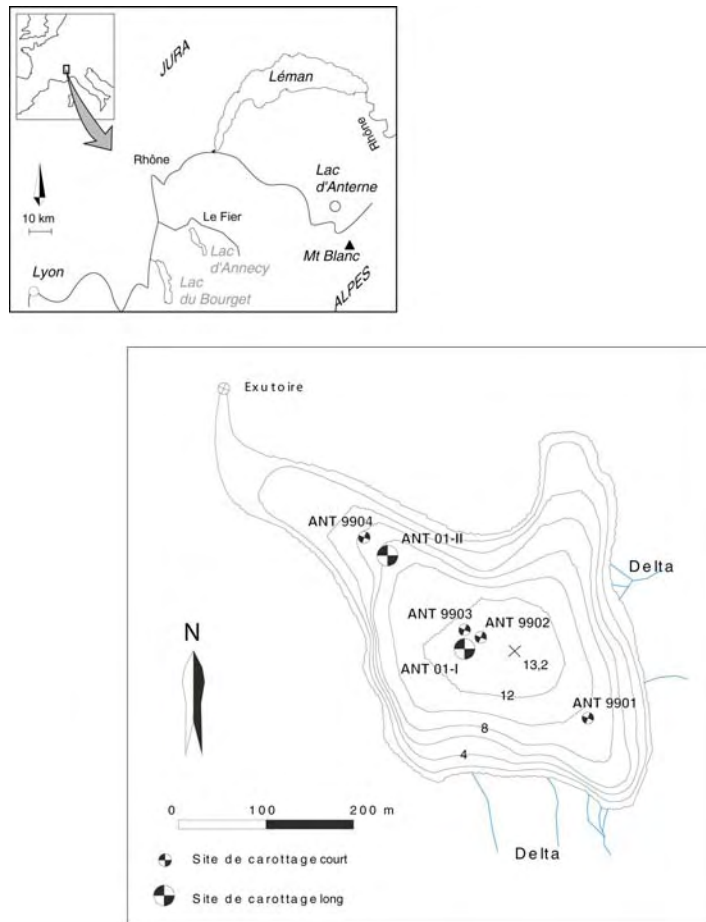 JURA
Léman
Rhône
Rhône
Lac
d'Anterne
10 km
Le Fier
Lac
d'Annecy
Mt Blanc
Lyon
Lac
du Bourget
ALPES
Exutoire
ANT 9904
ANT 01-II
Delta
ANT 9903
ANT 9902
N
ANT 01-I
13,2
12
ANT 9901
8
4
0 100 200 m
Delta
Site de carottage court
Site de carottage long